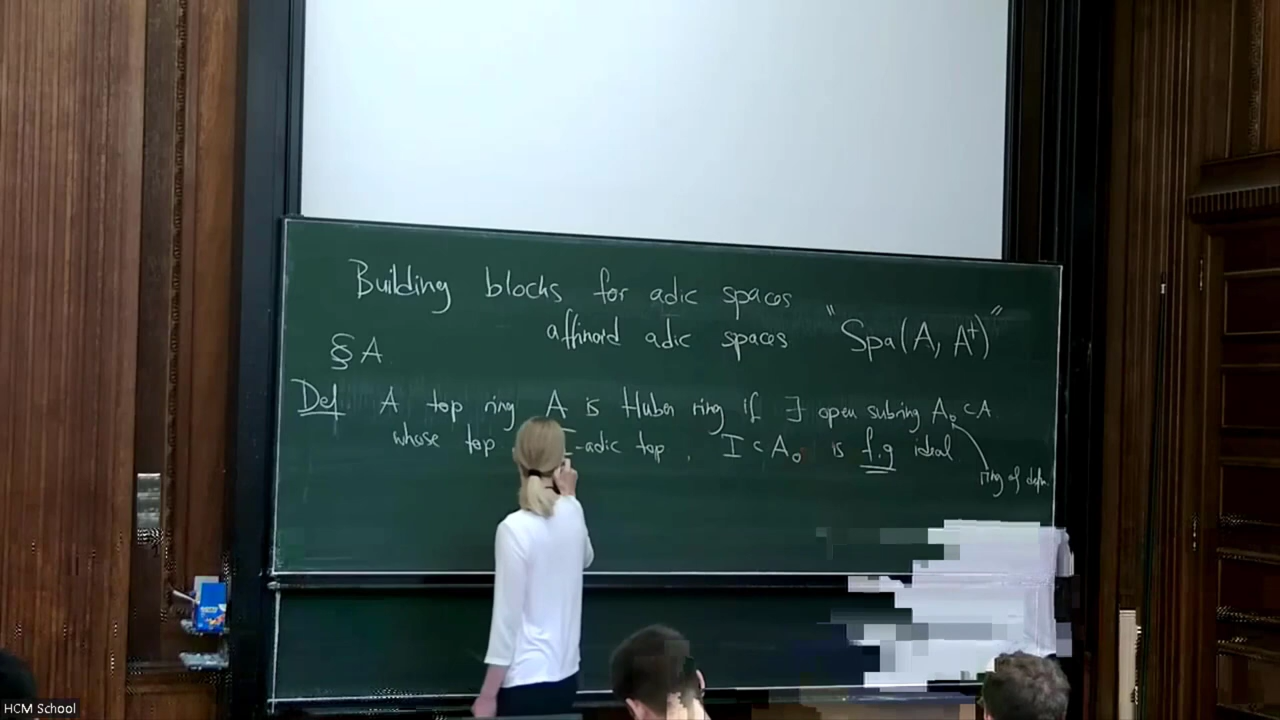 Building blocks for adic spaces
affinoid adic spaces "Spa(A, A⁺)"
§ A.
Def A top ring A is Huber ring if ∃ open subring A₀ ⊂ A
whose top -adic top, I ⊂ A₀ is f.g ideal
ring of defn.
HCM School